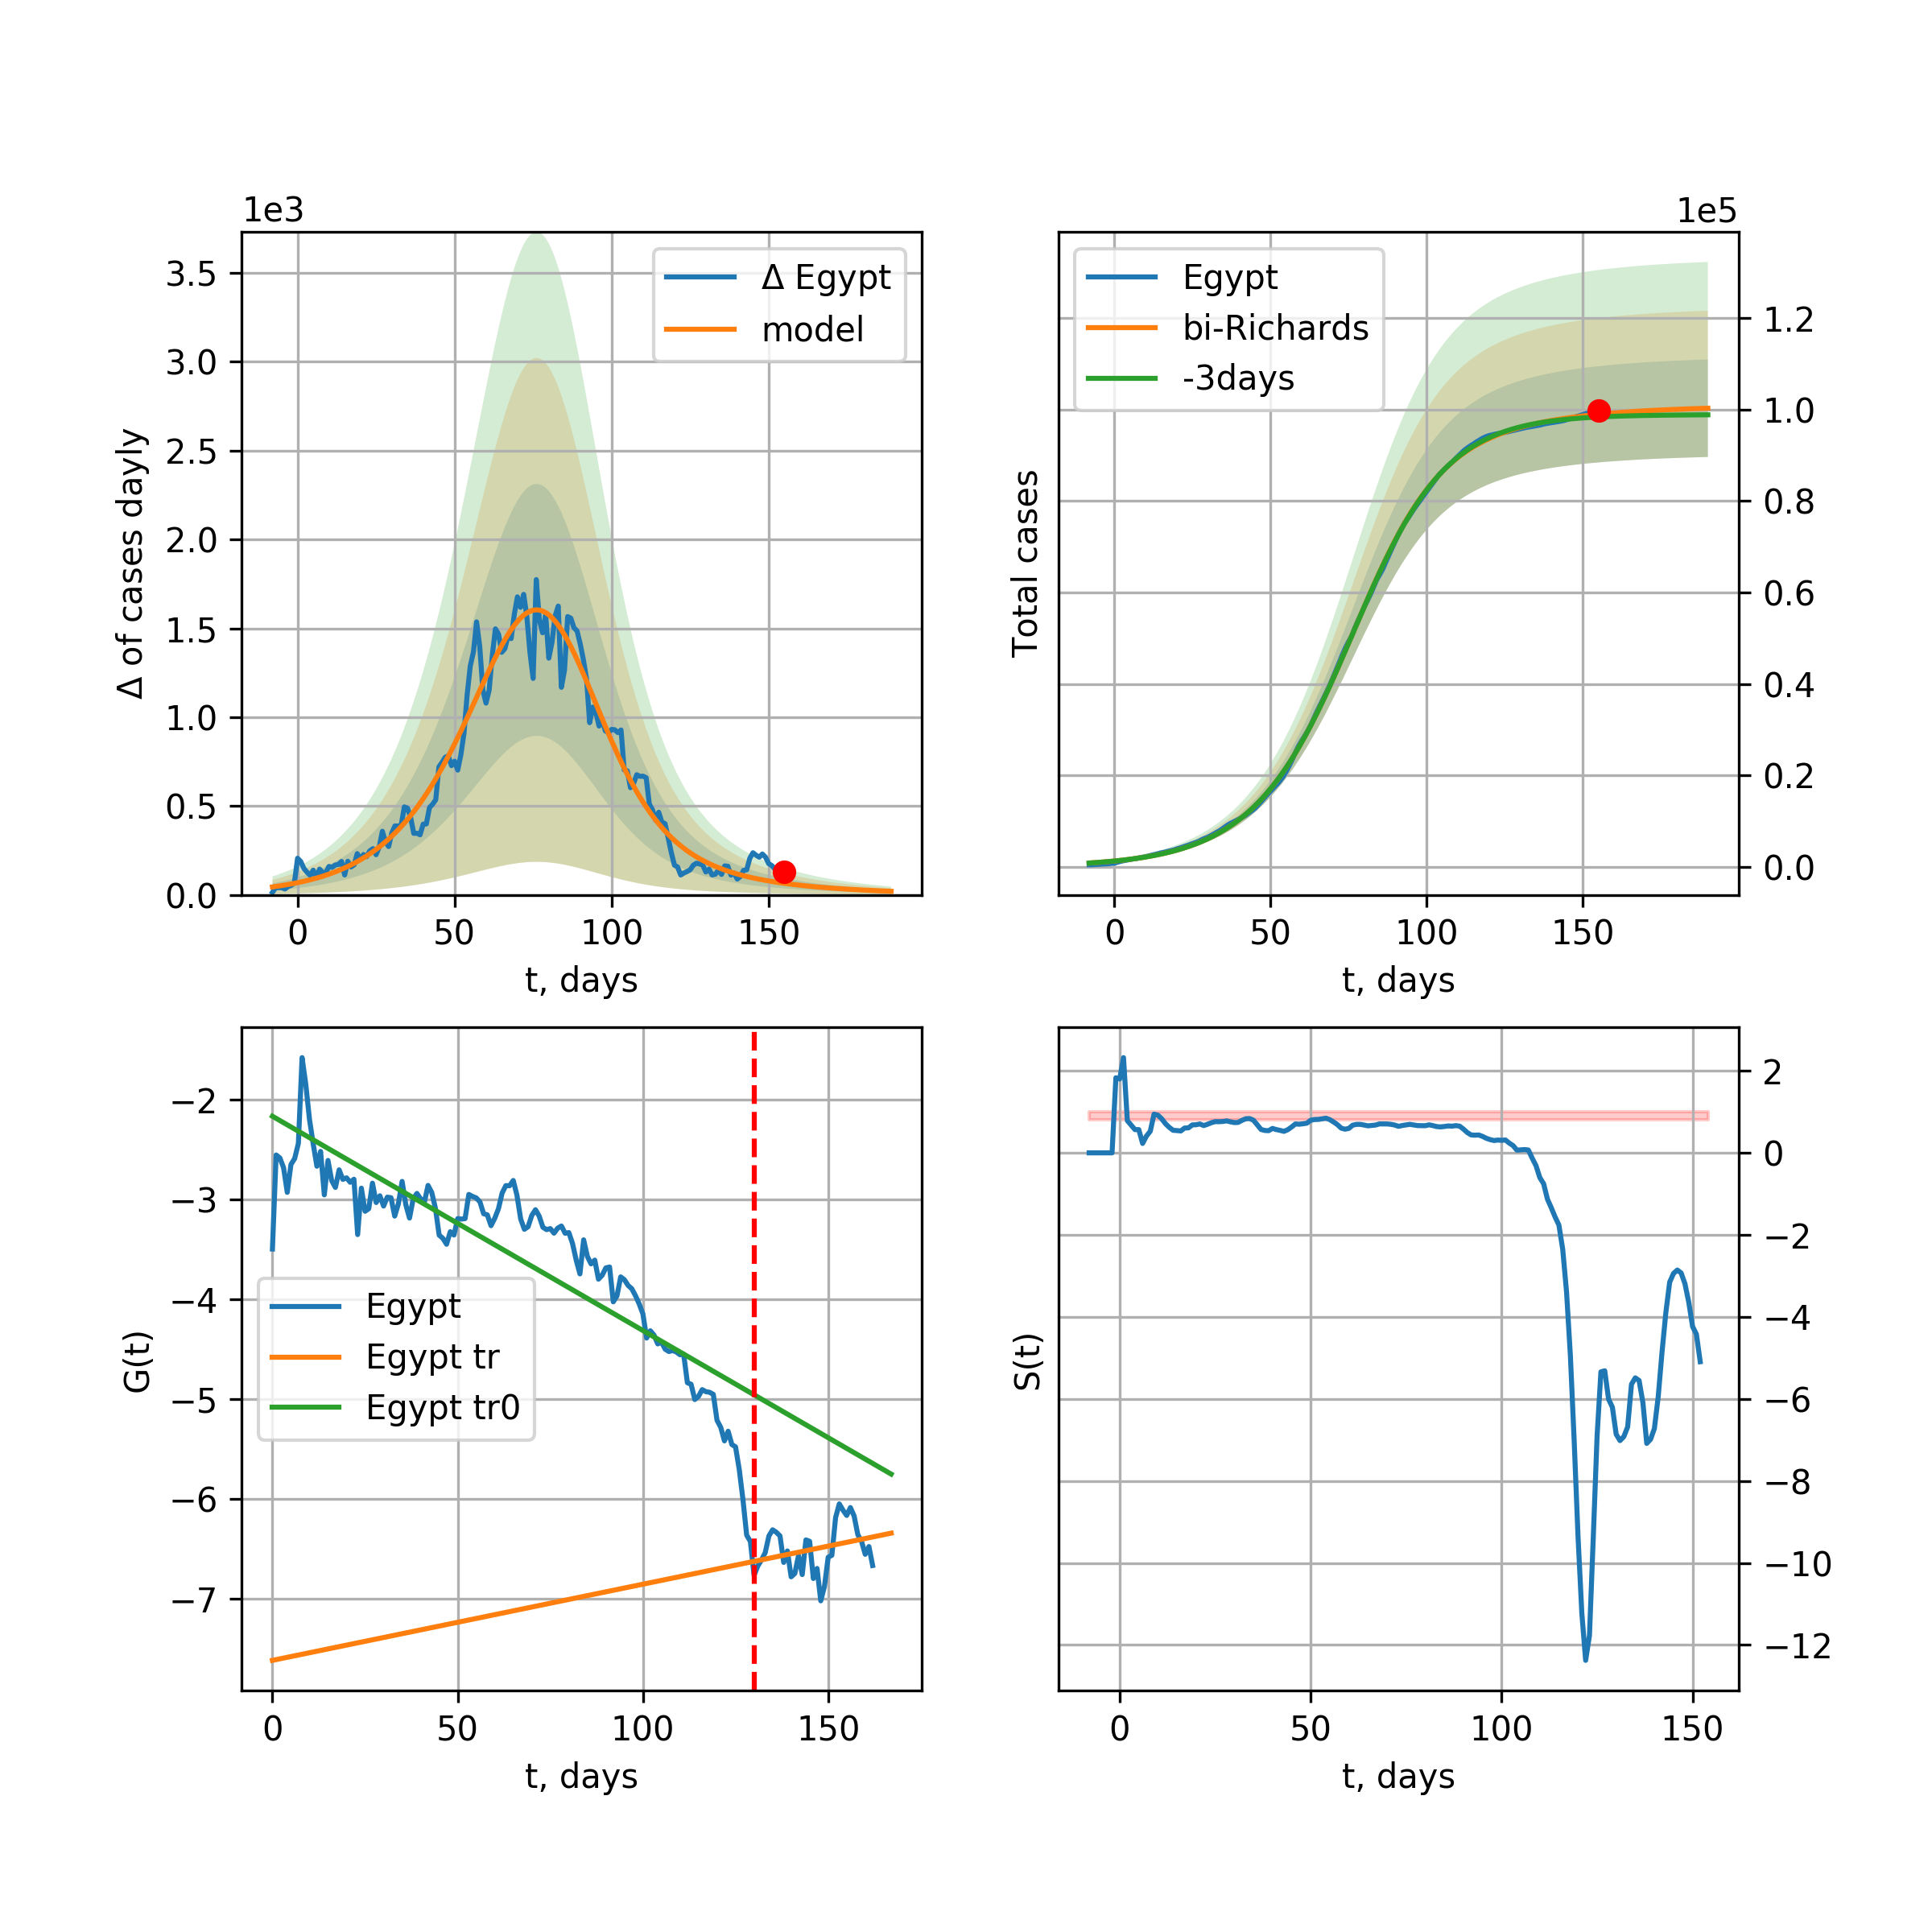 1e3
Δ of cases dayly
3.5
3.0
2.5
2.0
1.5
1.0
0.5
0.0
Δ Egypt
model
0 50 100 150
t, days
1e5
Total cases
Egypt
bi-Richards
-3days
1.2
1.0
0.8
0.6
0.4
0.2
0.0
0 50 100 150
t, days
G(t)
−2
−3
−4
−5
−6
−7
Egypt
Egypt tr
Egypt tr0
0 50 100 150
t, days
S(t)
2
0
−2
−4
−6
−8
−10
−12
0 50 100 150
t, days